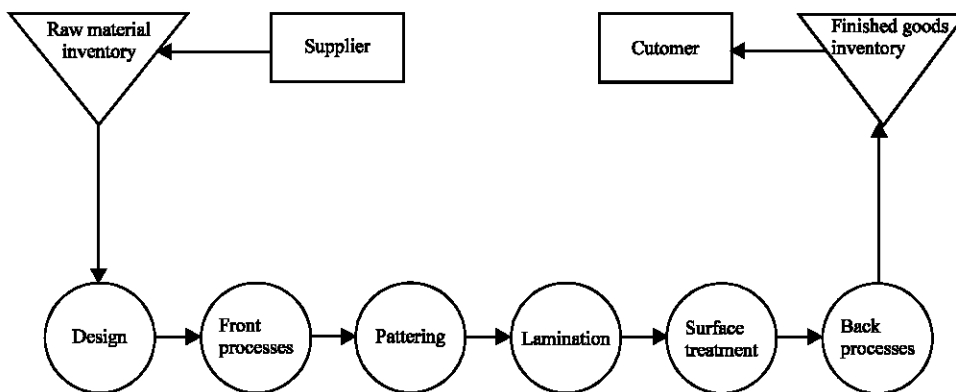 Raw material
inventory
Supplier
Cutomer
Finished goods
inventory
Design
Front
processes
Pattering
Lamination
Surface
treatment
Back
processes